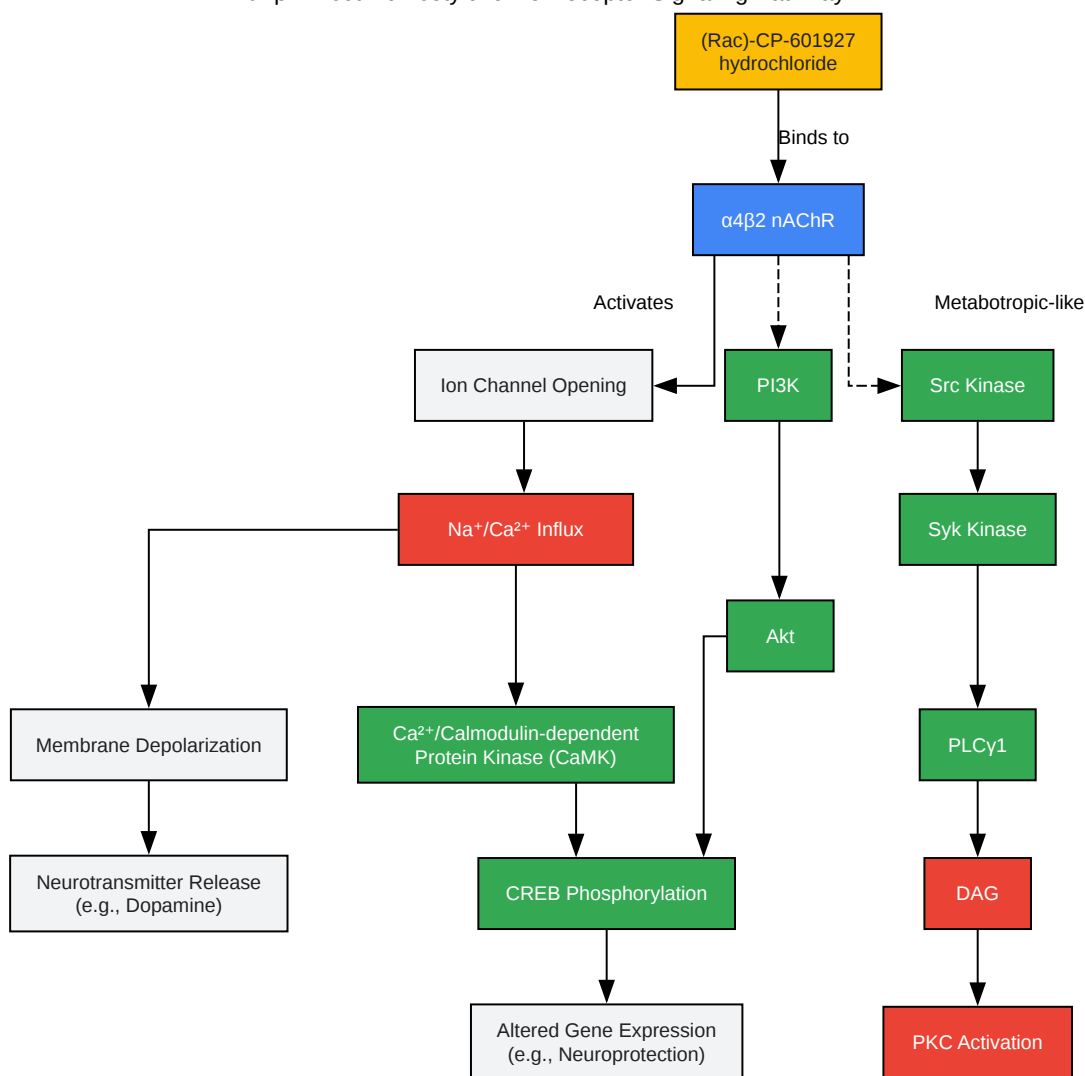 (Rac)-CP-601927
hydrochloride
Binds to
α4β2 nAChR
Activates
Metabotropic-like
Ion Channel Opening
PI3K
Src Kinase
Na⁺/Ca²⁺ Influx
Syk Kinase
Akt
Membrane Depolarization
Ca²⁺/Calmodulin-dependent
Protein Kinase (CaMK)
PLCγ1
Neurotransmitter Release
(e.g., Dopamine)
CREB Phosphorylation
DAG
Altered Gene Expression
(e.g., Neuroprotection)
PKC Activation